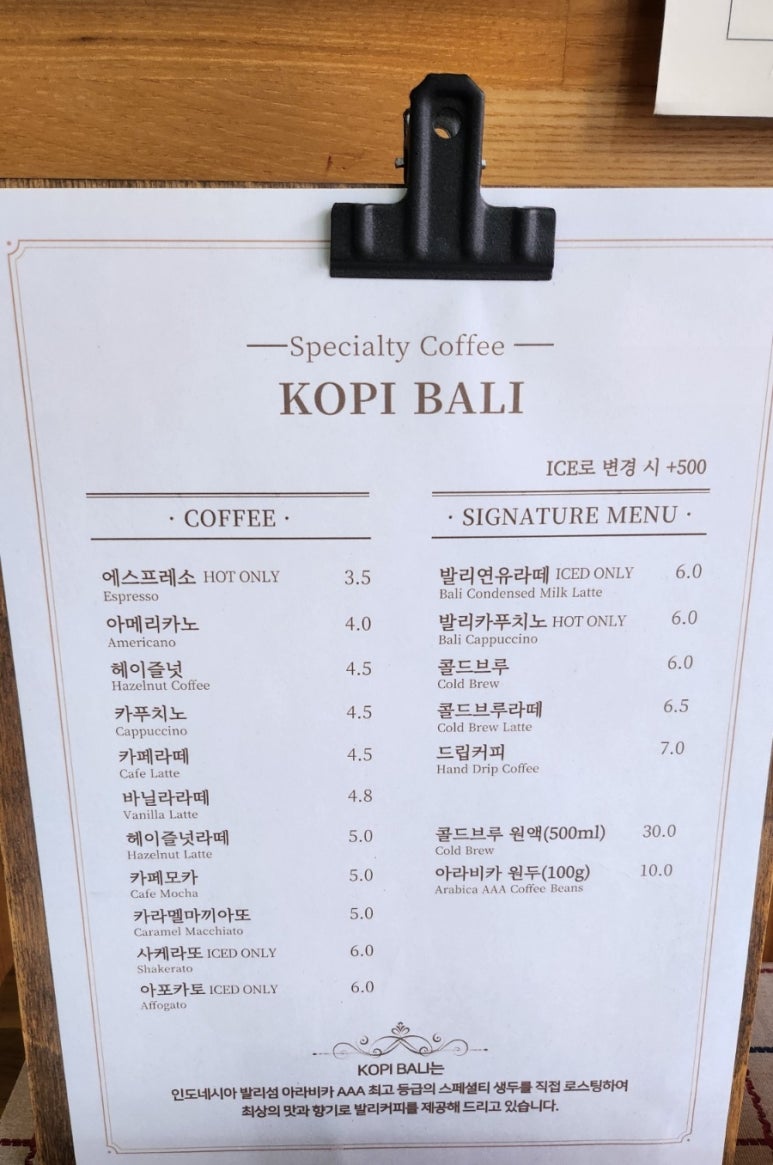 Specialty Coffee
KOPI BALI
ICE로 변경 시 +500
· COFFEE ·
에스프레소 HOT ONLY 3.5
Espresso
아메리카노 4.0
Americano
헤이즐넛 4.5
Hazelnut Coffee
카푸치노 4.5
Cappuccino
카페라떼 4.5
Cafe Latte
바닐라라떼 4.8
Vanilla Latte
헤이즐넛라떼 5.0
Hazelnut Latte
카페모카 5.0
Cafe Mocha
카라멜마끼아또 5.0
Caramel Macchiato
사케라또 ICED ONLY 6.0
Shakerato
아포카토 ICED ONLY 6.0
Affogato
· SIGNATURE MENU ·
발리연유라떼 ICED ONLY 6.0
Bali Condensed Milk Latte
발리카푸치노 HOT ONLY 6.0
Bali Cappuccino
콜드브루 6.0
Cold Brew
콜드브루라떼 6.5
Cold Brew Latte
드립커피 7.0
Hand Drip Coffee
콜드브루 원액(500ml) 30.0
Cold Brew
아라비카 원두(100g) 10.0
Arabica AAA Coffee Beans
KOPI BALI는
인도네시아 발리섬 아라비카 AAA 최고 등급의 스페셜티 생두를 직접 로스팅하여
최상의 맛과 향기로 발리커피를 제공해 드리고 있습니다.